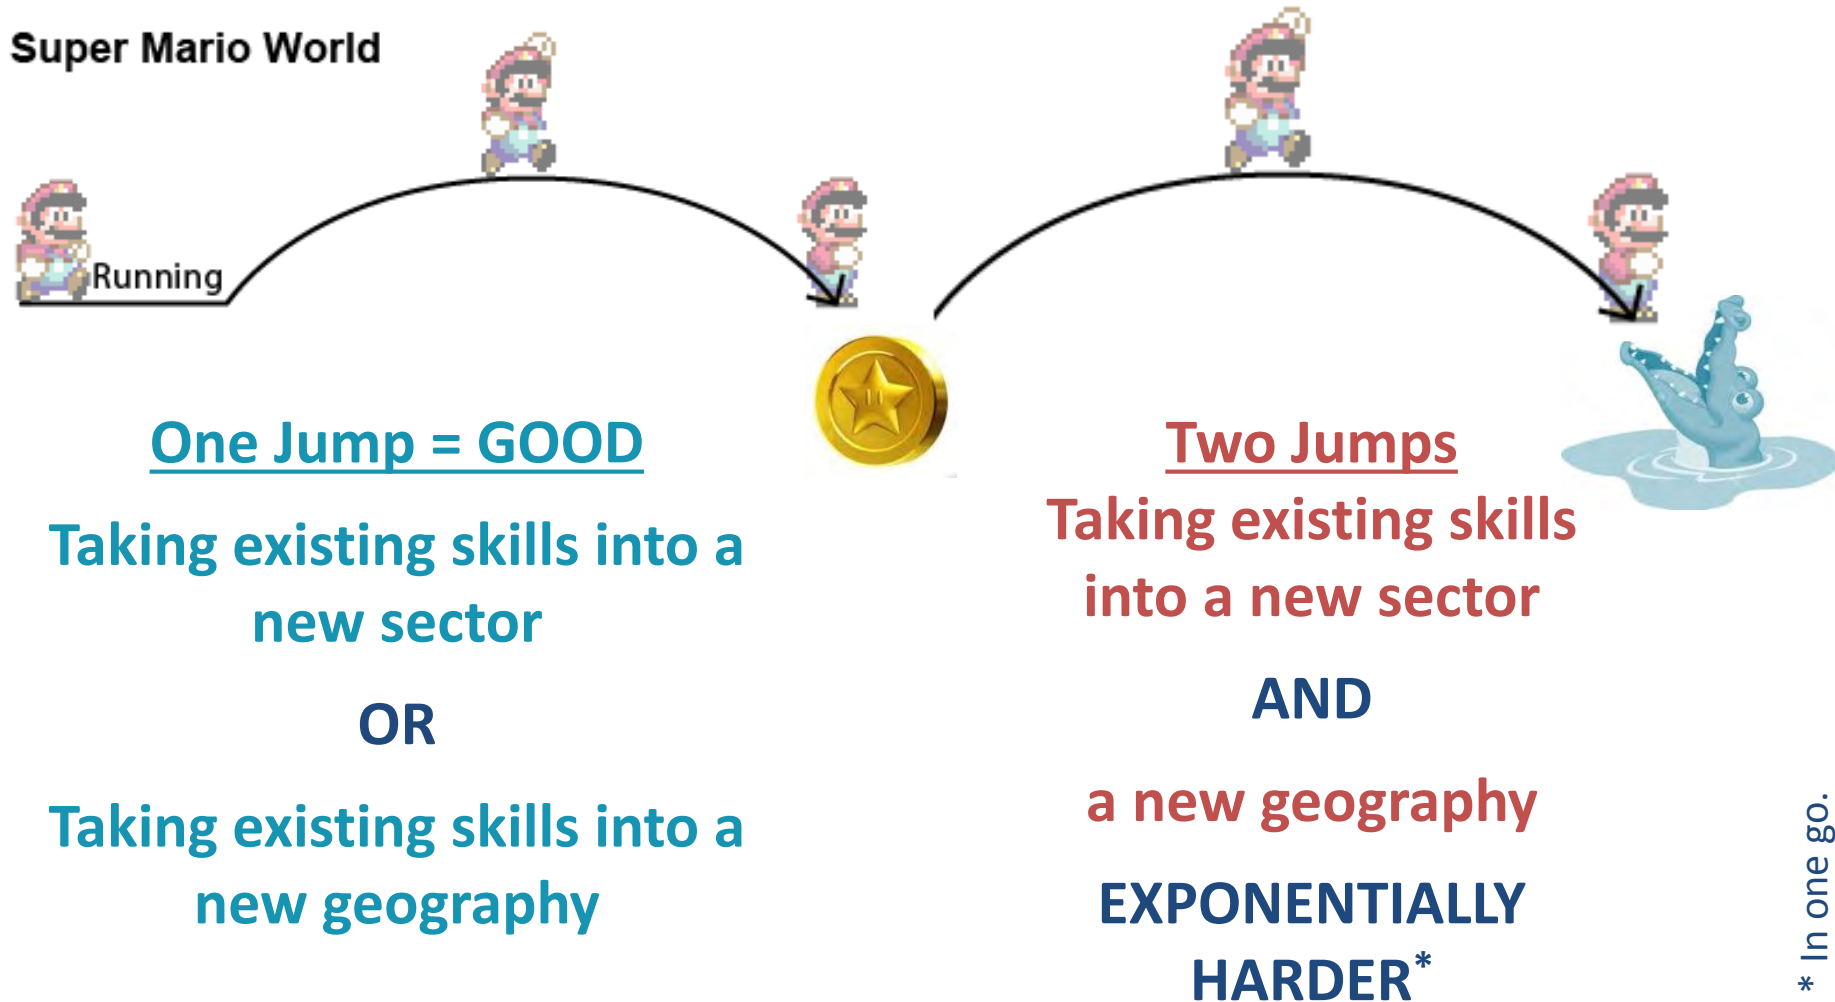 Super Mario World
Running
One Jump = GOOD
Taking existing skills into a
new sector
OR
Taking existing skills into a
new geography
Two Jumps
Taking existing skills
into a new sector
AND
a new geography
EXPONENTIALLY
HARDER*
* In one go.